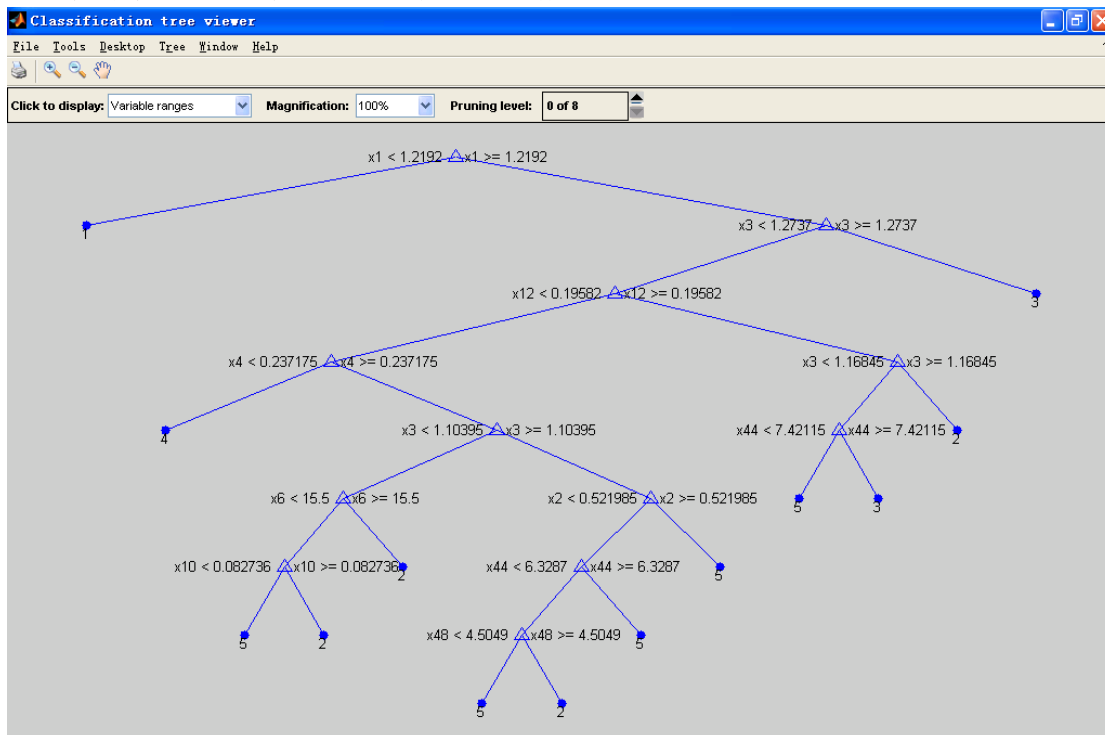 Classification tree viewer
File Tools Desktop Tree Window Help
Click to display: Variable ranges Magnification: 100% Pruning level: 0 of 8
x1 < 1.2192 x1 >= 1.2192
1
x3 < 1.2737 x3 >= 1.2737
x12 < 0.19582 x12 >= 0.19582
3
x4 < 0.237175 x4 >= 0.237175
x3 < 1.16845 x3 >= 1.16845
4
x3 < 1.10395 x3 >= 1.10395
x44 < 7.42115 x44 >= 7.42115
2
x6 < 15.5 x6 >= 15.5
x2 < 0.521985 x2 >= 0.521985
5
3
x10 < 0.082736 x10 >= 0.082736
2
x44 < 6.3287 x44 >= 6.3287
5
5
2
x48 < 4.5049 x48 >= 4.5049
5
5
2